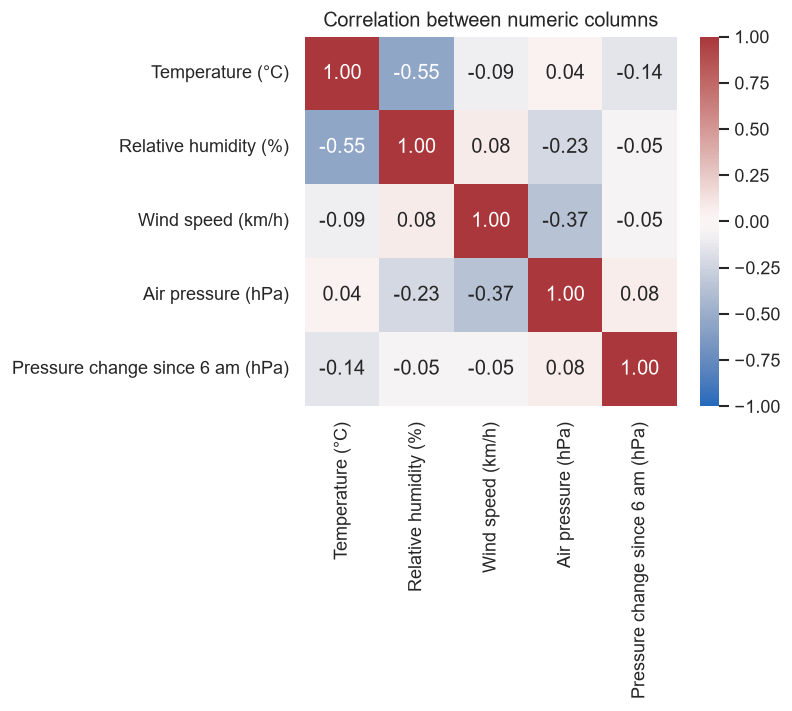 Correlation between numeric columns
Temperature (°C) 1.00 -0.55 -0.09 0.04 -0.14
Relative humidity (%) -0.55 1.00 0.08 -0.23 -0.05
Wind speed (km/h) -0.09 0.08 1.00 -0.37 -0.05
Air pressure (hPa) 0.04 -0.23 -0.37 1.00 0.08
Pressure change since 6 am (hPa) -0.14 -0.05 -0.05 0.08 1.00
Temperature (°C)
Relative humidity (%)
Wind speed (km/h)
Air pressure (hPa)
Pressure change since 6 am (hPa)
1.00
0.75
0.50
0.25
0.00
−0.25
−0.50
−0.75
−1.00